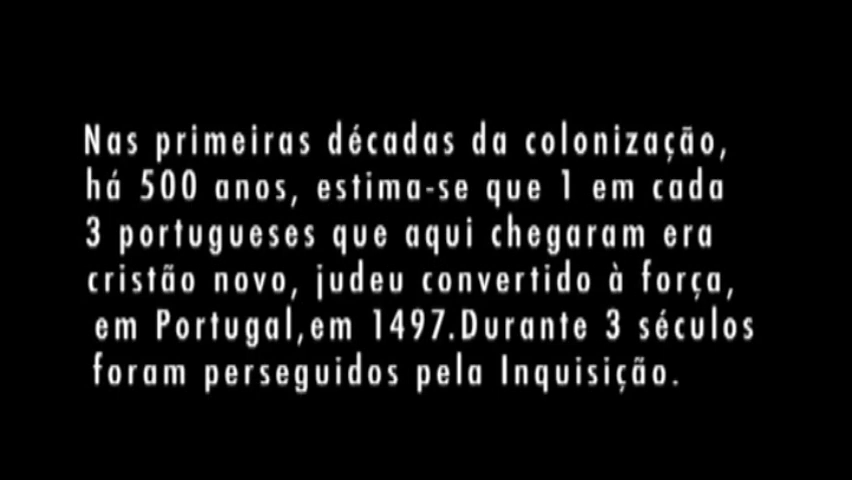 Nas primeiras décadas da colonização,
há 500 anos, estima-se que 1 em cada
3 portugueses que aqui chegaram era
cristão novo, judeu convertido à força,
em Portugal,em 1497.Durante 3 séculos
foram perseguidos pela Inquisição.